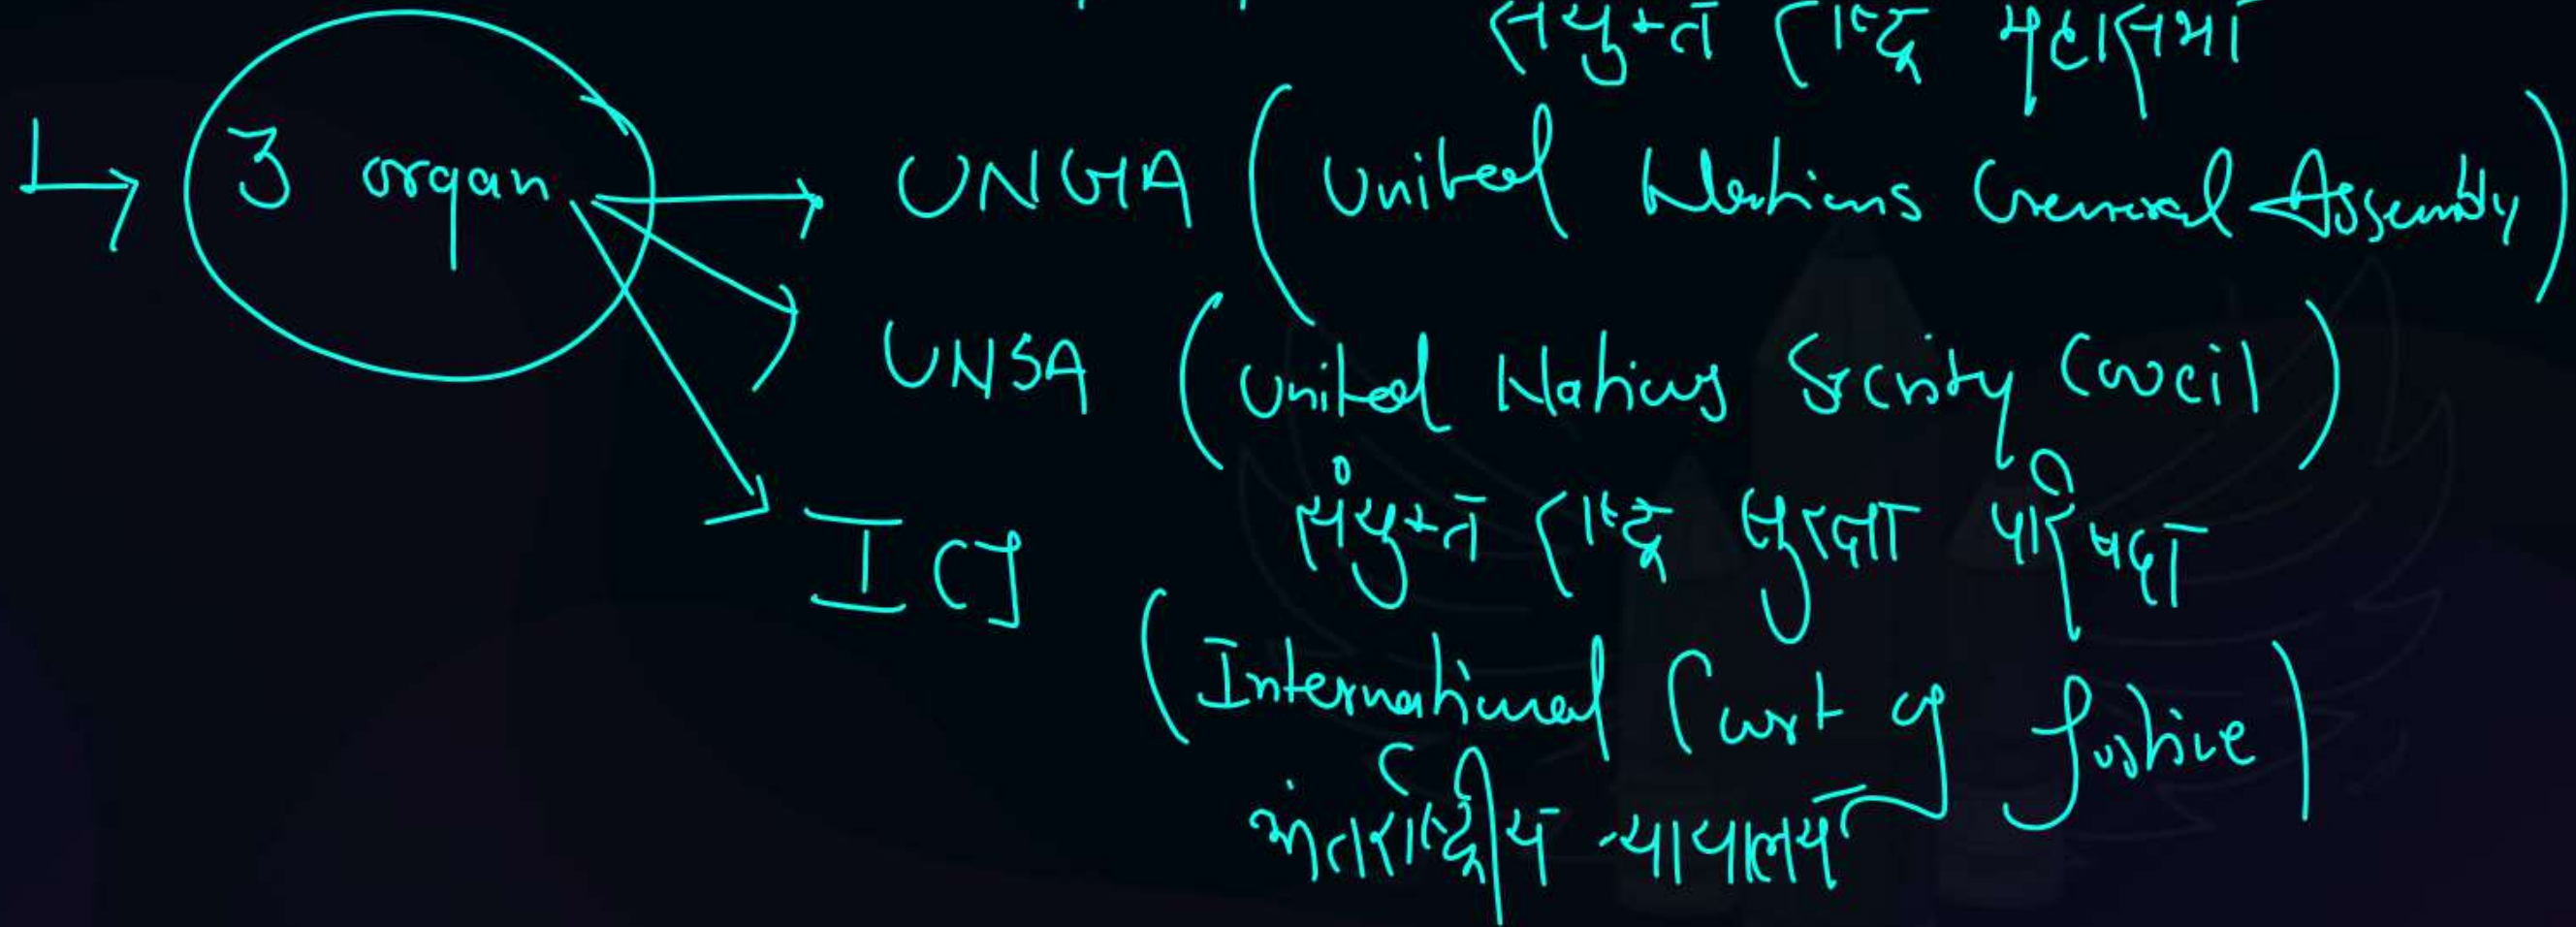 संयुक्त राष्ट्र महासभा
↳ 3 organ → UNGA (United Nations General Assembly)
UNSA (United Nations Security Council)
संयुक्त राष्ट्र सुरक्षा परिषद
ICJ
(International Court of Justice)
अंतर्राष्ट्रीय न्यायालय